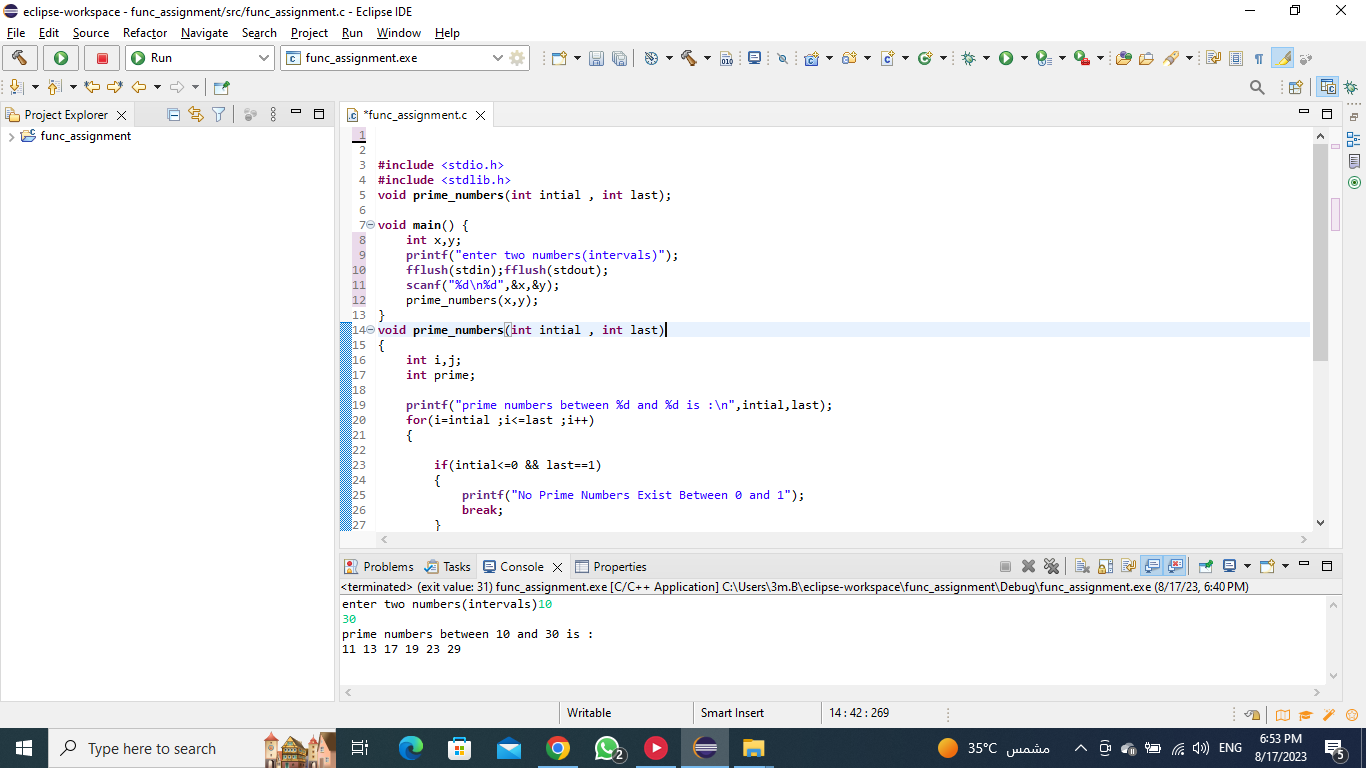 eclipse-workspace - func_assignment/src/func_assignment.c - Eclipse IDE
File Edit Source Refactor Navigate Search Project Run Window Help
Run func_assignment.exe
Project Explorer
func_assignment
*func_assignment.c
1
2
3 #include <stdio.h>
4 #include <stdlib.h>
5 void prime_numbers(int intial , int last);
6
7 void main() {
8 int x,y;
9 printf("enter two numbers(intervals)");
10 fflush(stdin);fflush(stdout);
11 scanf("%d\n%d",&x,&y);
12 prime_numbers(x,y);
13 }
14 void prime_numbers(int intial , int last)
15 {
16 int i,j;
17 int prime;
18
19 printf("prime numbers between %d and %d is :\n",intial,last);
20 for(i=intial ;i<=last ;i++)
21 {
22
23 if(intial<=0 && last==1)
24 {
25 printf("No Prime Numbers Exist Between 0 and 1");
26 break;
27 }
Problems Tasks Console Properties
<terminated> (exit value: 31) func_assignment.exe [C/C++ Application] C:\Users\3m.B\eclipse-workspace\func_assignment\Debug\func_assignment.exe (8/17/23, 6:40 PM)
enter two numbers(intervals)10
30
prime numbers between 10 and 30 is :
11 13 17 19 23 29
Writable Smart Insert 14 : 42 : 269
Type here to search
2
35°C مشمس
ENG
6:53 PM
8/17/2023
5